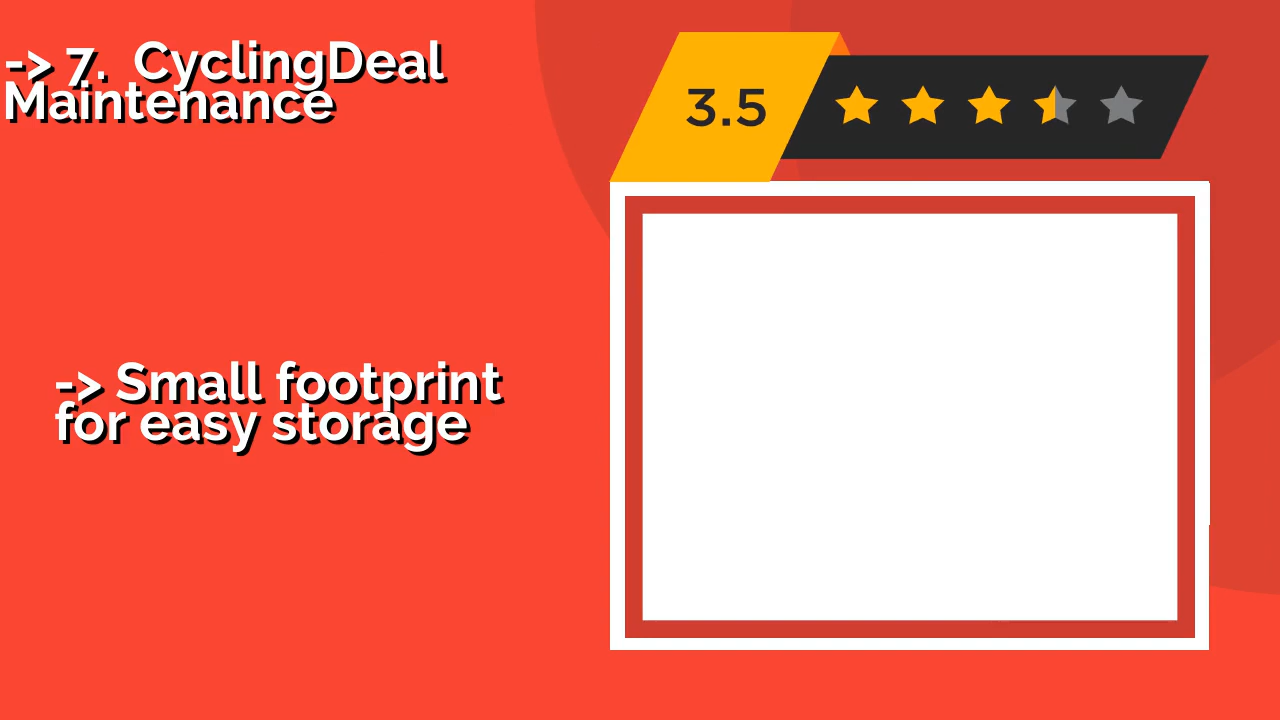 -> 7.  CyclingDeal
Maintenance
3.5
-> Small footprint
for easy storage